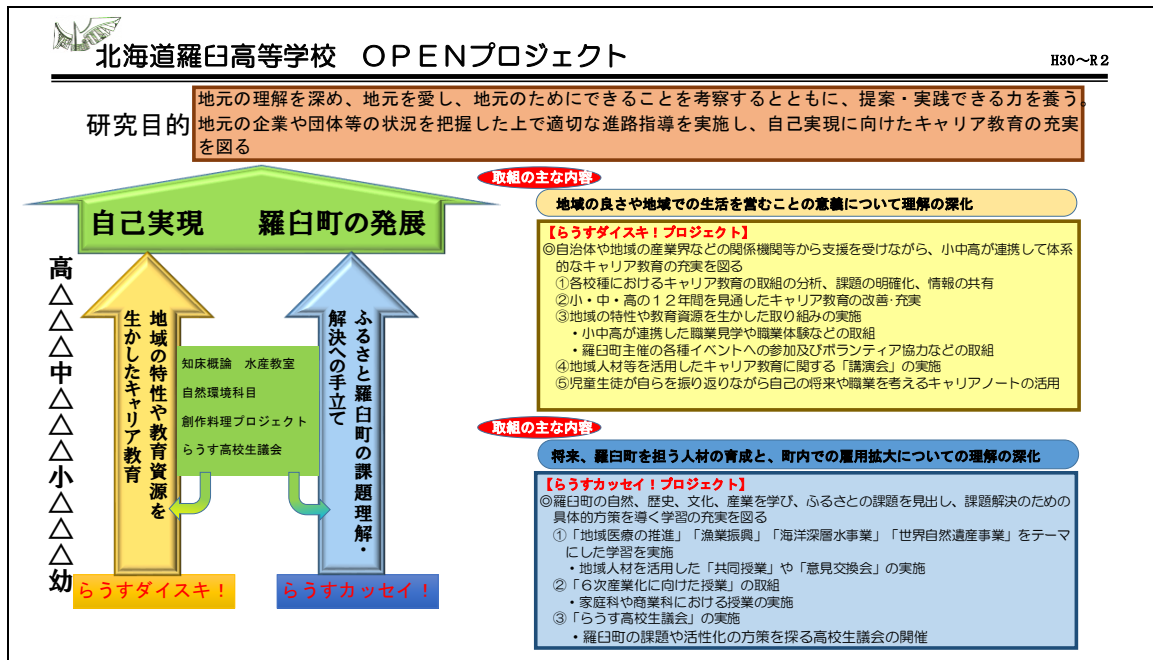 北海道羅臼高等学校　ＯＰＥＮプロジェクト
H30～R2
研究目的
地元の理解を深め、地元を愛し、地元のためにできることを考察するとともに、提案・実践できる力を養う。
地元の企業や団体等の状況を把握した上で適切な進路指導を実施し、自己実現に向けたキャリア教育の充実
を図る
自己実現　羅臼町の発展
高△△△中△△△小△△△幼
地域の特性や教育資源を
生かしたキャリア教育
知床概論　水産教室
自然環境科目
創作料理プロジェクト
らうす高校生議会
ふるさと羅臼町の課題理解・
解決への手立て
らうすダイスキ！
らうすカッセイ！
取組の主な内容
地域の良さや地域での生活を営むことの意義について理解の深化
【らうすダイスキ！プロジェクト】
◎自治体や地域の産業界などの関係機関等から支援を受けながら、小中高が連携して体系
的なキャリア教育の充実を図る
①各校種におけるキャリア教育の取組の分析、課題の明確化、情報の共有
②小・中・高の１２年間を見通したキャリア教育の改善・充実
③地域の特性や教育資源を生かした取り組みの実施
・小中高が連携した職業見学や職業体験などの取組
・羅臼町主催の各種イベントへの参加及びボランティア協力などの取組
④地域人材等を活用したキャリア教育に関する「講演会」の実施
⑤児童生徒が自らを振り返りながら自己の将来や職業を考えるキャリアノートの活用
取組の主な内容
将来、羅臼町を担う人材の育成と、町内での雇用拡大についての理解の深化
【らうすカッセイ！プロジェクト】
◎羅臼町の自然、歴史、文化、産業を学び、ふるさとの課題を見出し、課題解決のための
具体的方策を導く学習の充実を図る
①「地域医療の推進」「漁業振興」「海洋深層水事業」「世界自然遺産事業」をテーマ
にした学習を実施
・地域人材を活用した「共同授業」や「意見交換会」の実施
②「６次産業化に向けた授業」の取組
・家庭科や商業科における授業の実施
③「らうす高校生議会」の実施
・羅臼町の課題や活性化の方策を探る高校生議会の開催